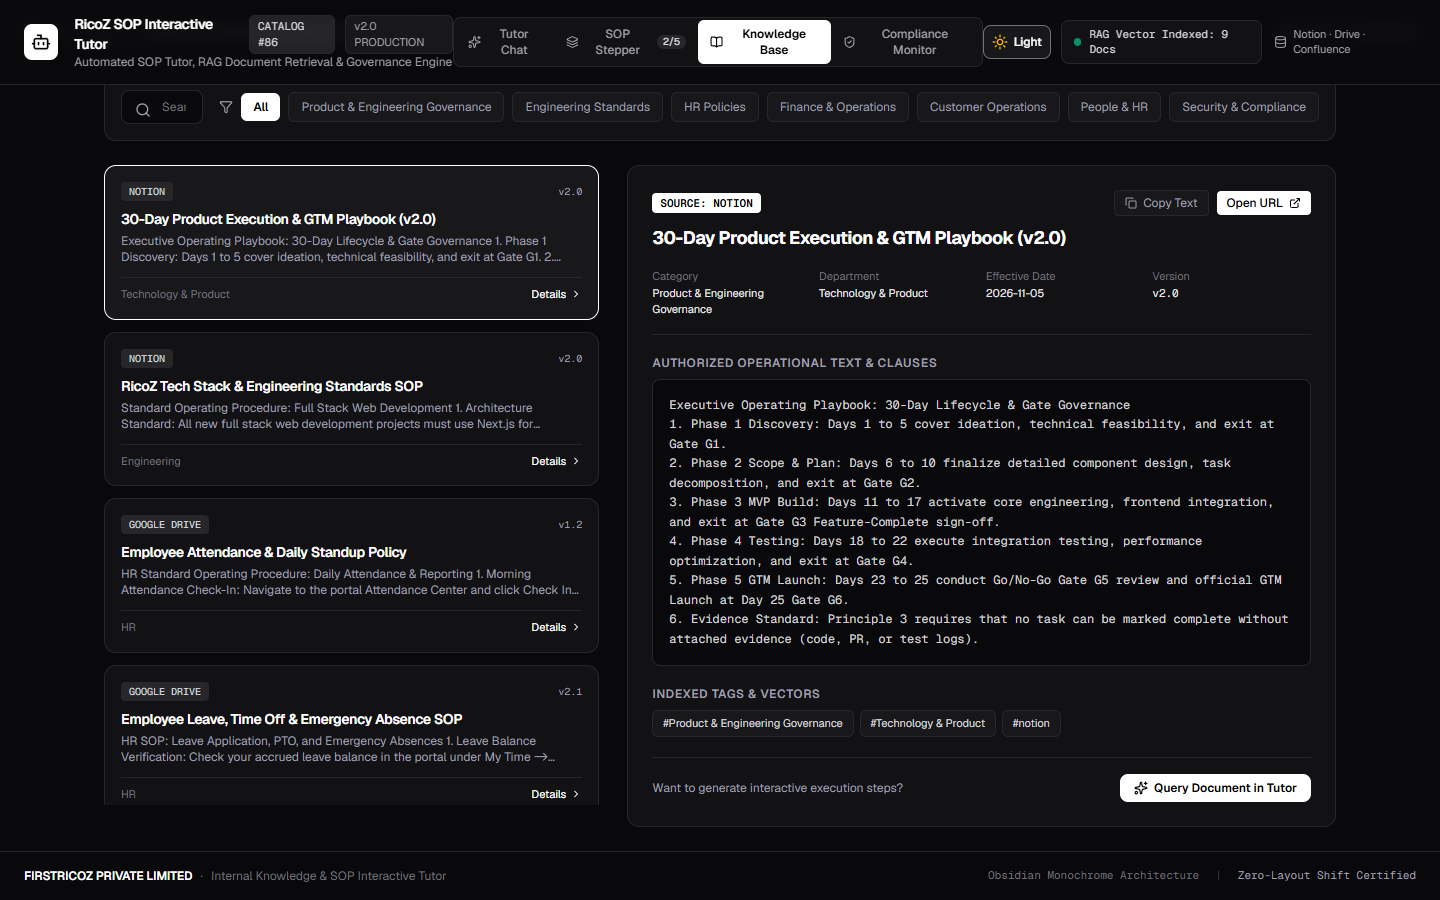 RicoZ SOP Interactive
Tutor
CATALOG
#86
v2.0
PRODUCTION
Automated SOP Tutor, RAG Document Retrieval & Governance Engine
Tutor
Chat
SOP
Stepper
2/5
Knowledge
Base
Compliance
Monitor
Light
RAG Vector Indexed: 9
Docs
Notion · Drive ·
Confluence
All
Product & Engineering Governance
Engineering Standards
HR Policies
Finance & Operations
Customer Operations
People & HR
Security & Compliance
NOTION
v2.0
30-Day Product Execution & GTM Playbook (v2.0)
Executive Operating Playbook: 30-Day Lifecycle & Gate Governance 1. Phase 1
Discovery: Days 1 to 5 cover ideation, technical feasibility, and exit at Gate G1. 2....
Technology & Product
Details
NOTION
v2.0
RicoZ Tech Stack & Engineering Standards SOP
Standard Operating Procedure: Full Stack Web Development 1. Architecture
Standard: All new full stack web development projects must use Next.js for...
Engineering
Details
GOOGLE DRIVE
v1.2
Employee Attendance & Daily Standup Policy
HR Standard Operating Procedure: Daily Attendance & Reporting 1. Morning
Attendance Check-In: Navigate to the portal Attendance Center and click Check In...
HR
Details
GOOGLE DRIVE
v2.1
Employee Leave, Time Off & Emergency Absence SOP
HR SOP: Leave Application, PTO, and Emergency Absences 1. Leave Balance
Verification: Check your accrued leave balance in the portal under My Time →...
HR
Details
SOURCE: NOTION
Copy Text
Open URL
30-Day Product Execution & GTM Playbook (v2.0)
Category
Product & Engineering
Governance
Department
Technology & Product
Effective Date
2026-11-05
Version
v2.0
AUTHORIZED OPERATIONAL TEXT & CLAUSES
Executive Operating Playbook: 30-Day Lifecycle & Gate Governance
1. Phase 1 Discovery: Days 1 to 5 cover ideation, technical feasibility, and exit at
Gate G1.
2. Phase 2 Scope & Plan: Days 6 to 10 finalize detailed component design, task
decomposition, and exit at Gate G2.
3. Phase 3 MVP Build: Days 11 to 17 activate core engineering, frontend integration,
and exit at Gate G3 Feature-Complete sign-off.
4. Phase 4 Testing: Days 18 to 22 execute integration testing, performance
optimization, and exit at Gate G4.
5. Phase 5 GTM Launch: Days 23 to 25 conduct Go/No-Go Gate G5 review and official GTM
Launch at Day 25 Gate G6.
6. Evidence Standard: Principle 3 requires that no task can be marked complete without
attached evidence (code, PR, or test logs).
INDEXED TAGS & VECTORS
#Product & Engineering Governance
#Technology & Product
#notion
Want to generate interactive execution steps?
Query Document in Tutor
FIRSTRICOZ PRIVATE LIMITED · Internal Knowledge & SOP Interactive Tutor
Obsidian Monochrome Architecture | Zero-Layout Shift Certified